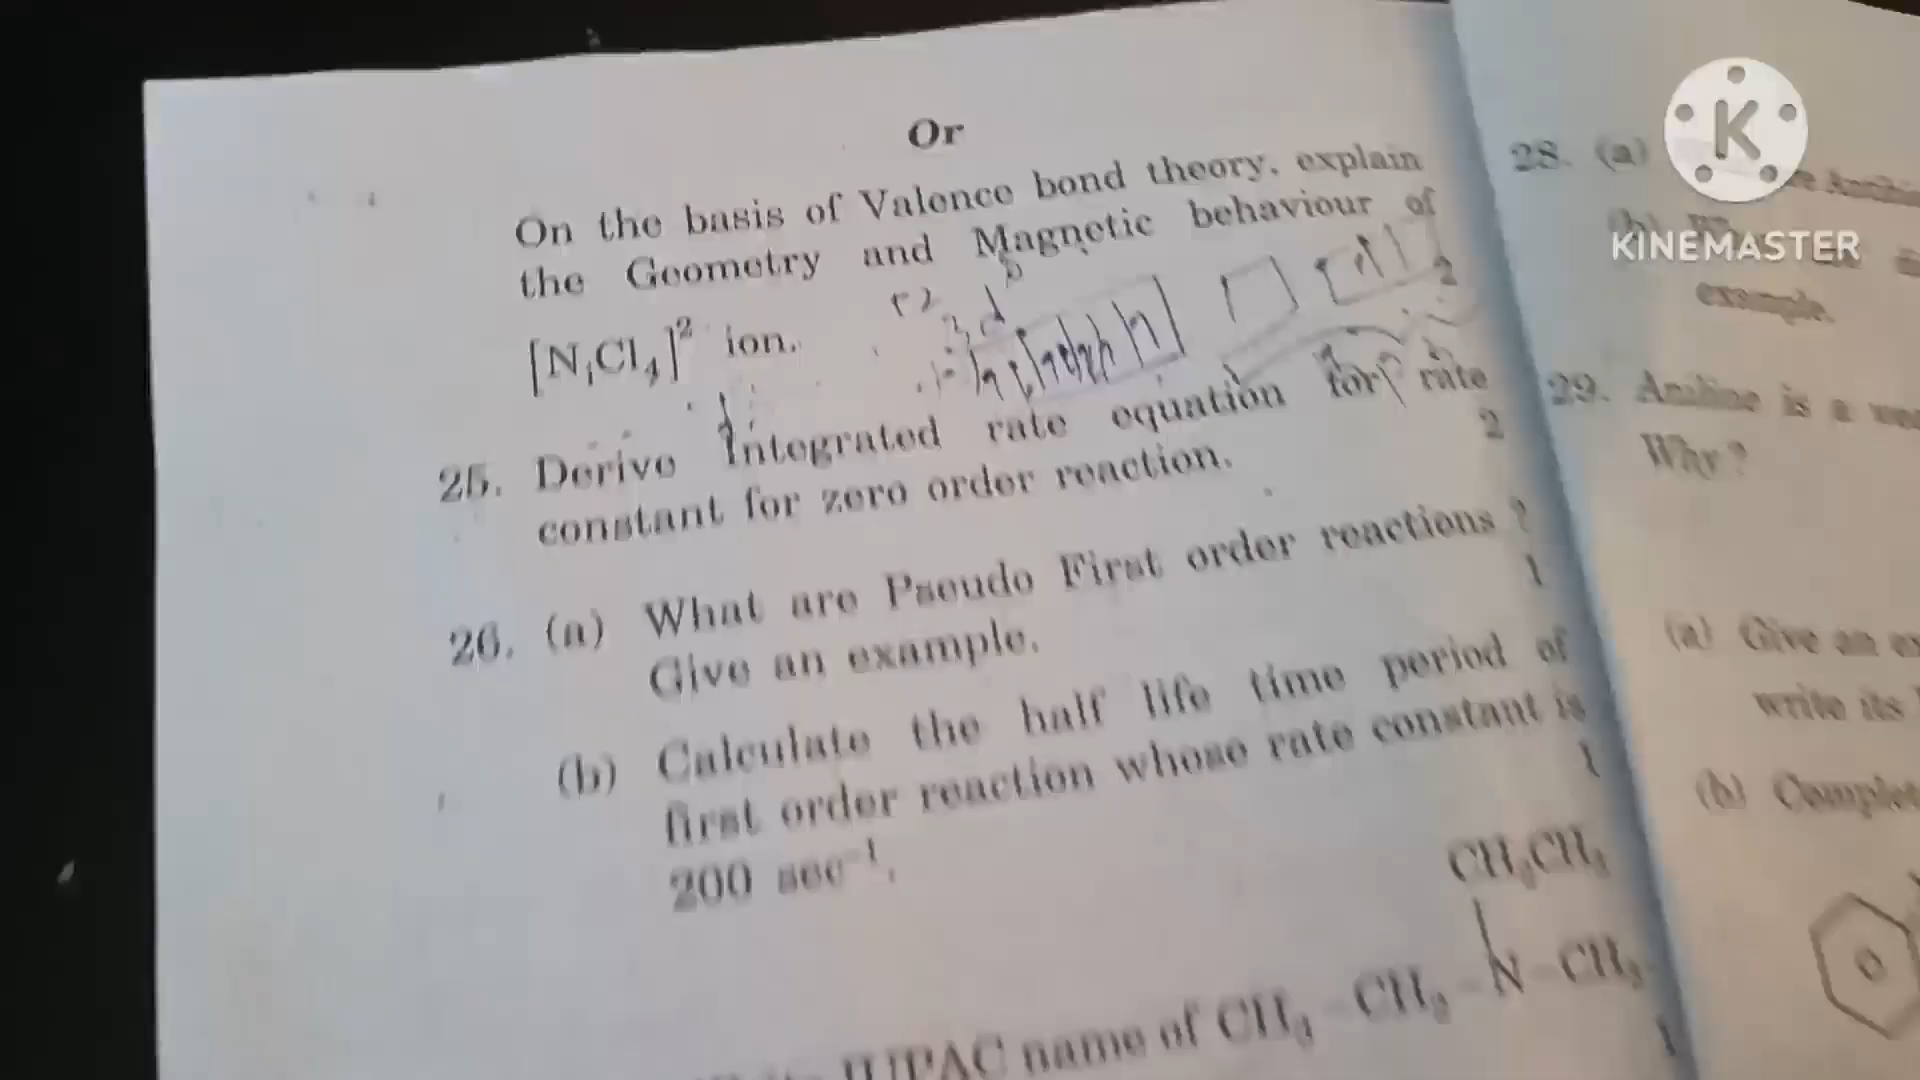 Or
On the basis of Valence bond theory, explain
the Geometry and Magnetic behaviour of
[NiCl4]2 ion. 2
3d
25. Derive Integrated rate equation for rate
constant for zero order reaction. 2
26. (a) What are Pseudo First order reactions ?
Give an example. 1
(b) Calculate the half life time period of
first order reaction whose rate constant is
200 sec-1. 1
CH2CH3
IUPAC name of CH3 - CH2 - N - CH3
1
28. (a)
(b)
example.
29. Aniline is a
Why ?
(a) Give an
write its
(b)
K
KINEMASTER